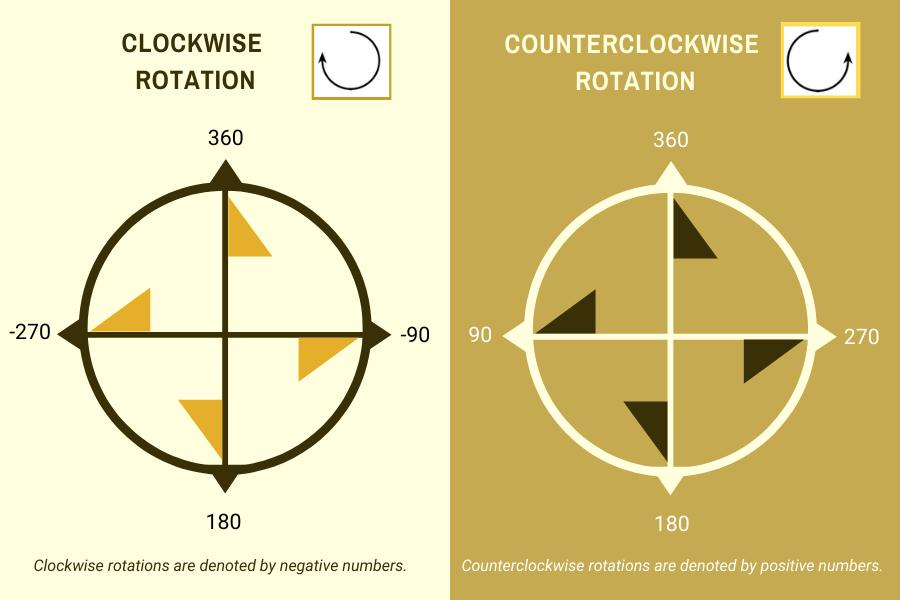 CLOCKWISE
ROTATION
360
-270
-90
180
Clockwise rotations are denoted by negative numbers.
COUNTERCLOCKWISE
ROTATION
360
90
270
180
Counterclockwise rotations are denoted by positive numbers.